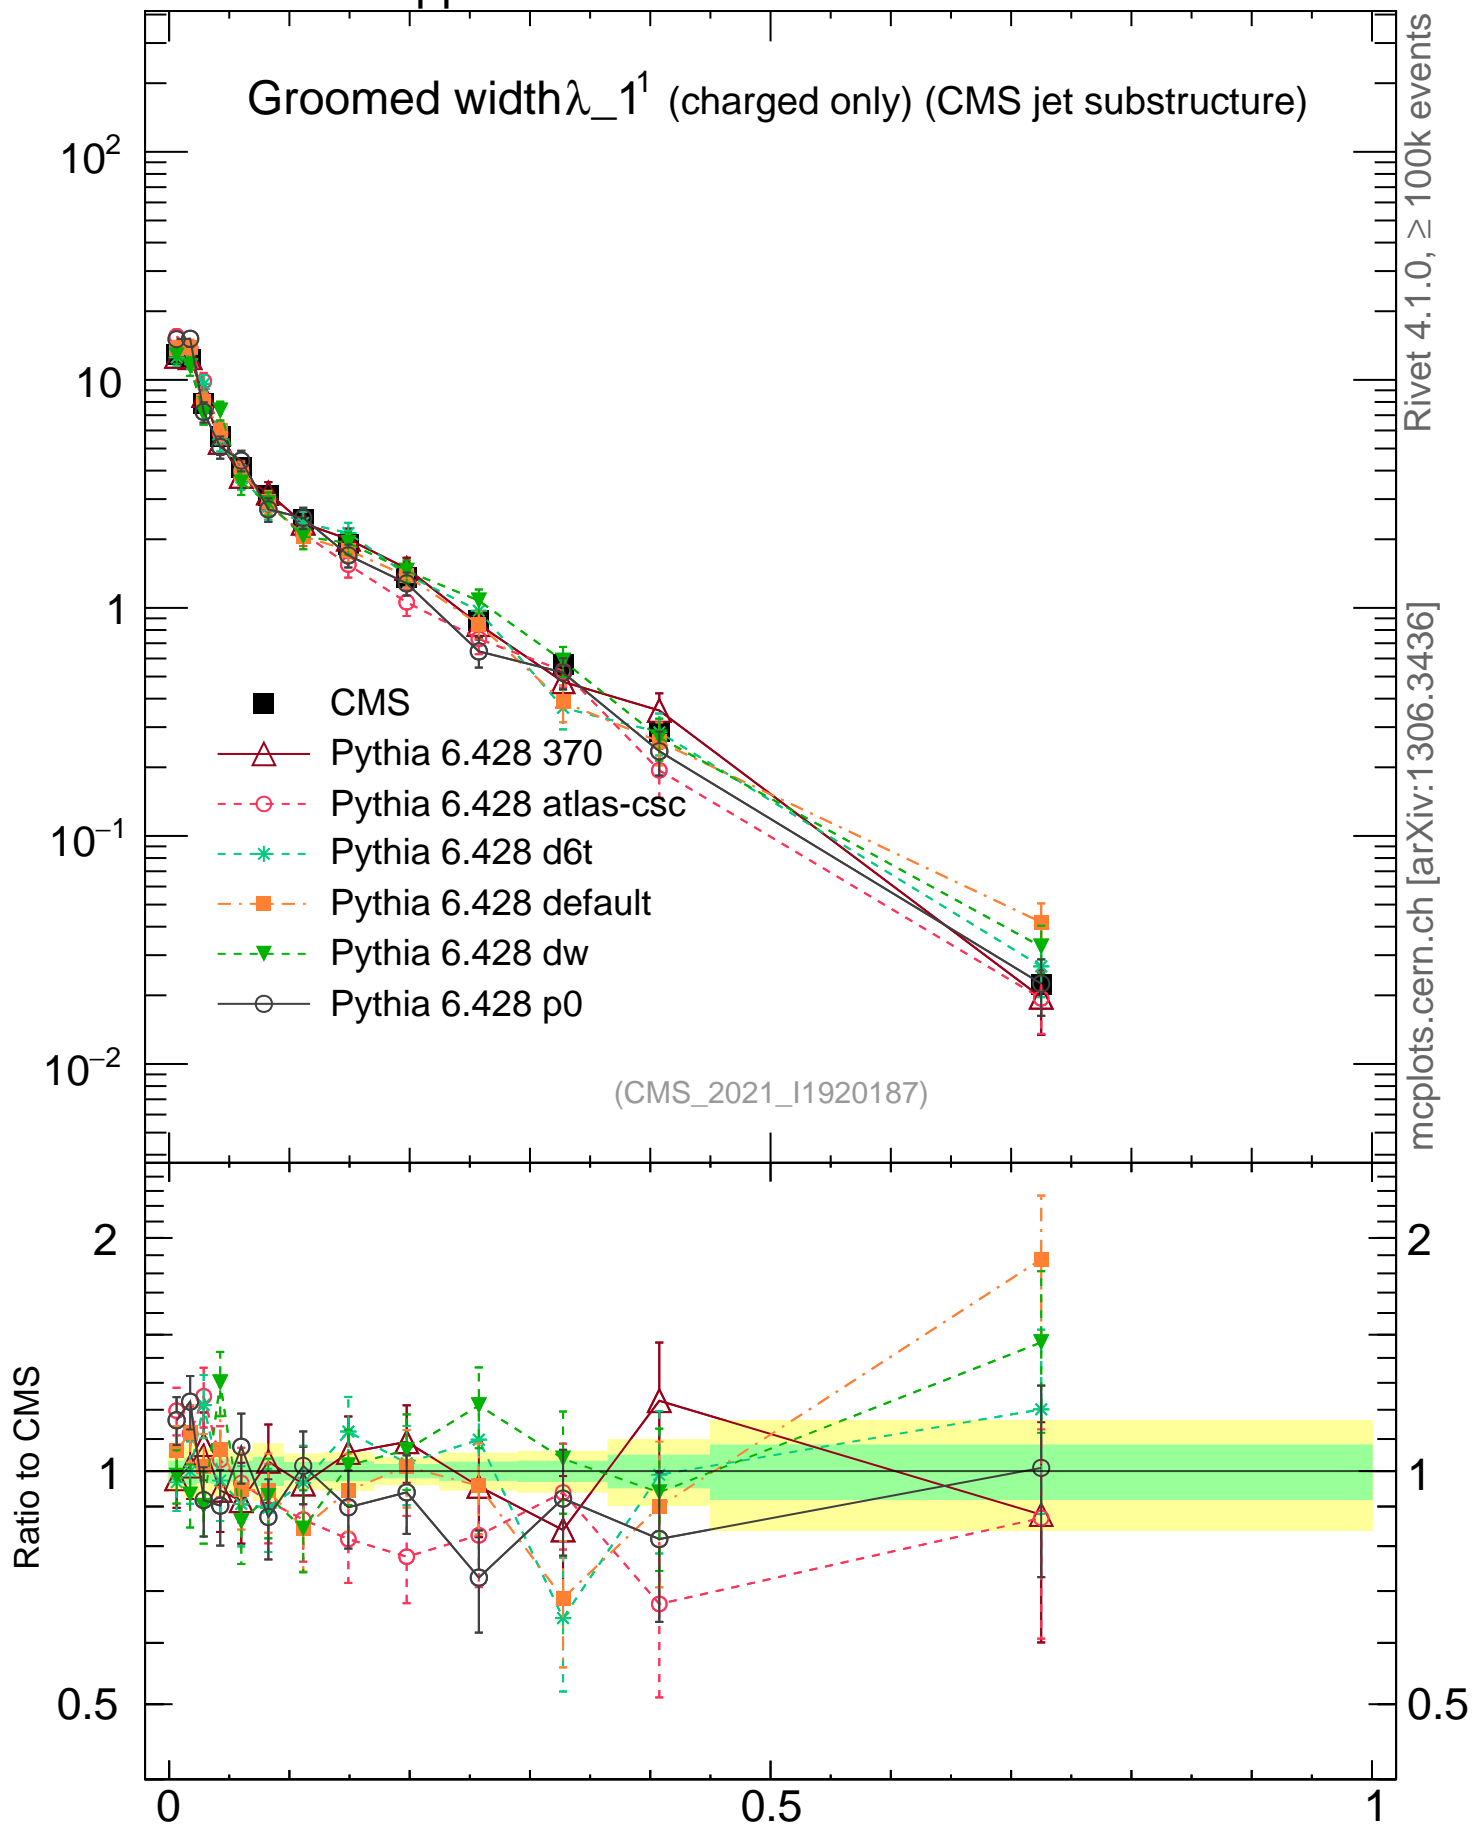 pp
Groomed width λ_1¹ (charged only) (CMS jet substructure)
10²
10
1
10⁻¹
10⁻²
CMS
Pythia 6.428 370
Pythia 6.428 atlas-csc
Pythia 6.428 d6t
Pythia 6.428 default
Pythia 6.428 dw
Pythia 6.428 p0
(CMS_2021_I1920187)
Rivet 4.1.0, ≥ 100k events
mcplots.cern.ch [arXiv:1306.3436]
Ratio to CMS
2
1
0.5
2
1
0.5
0
0.5
1